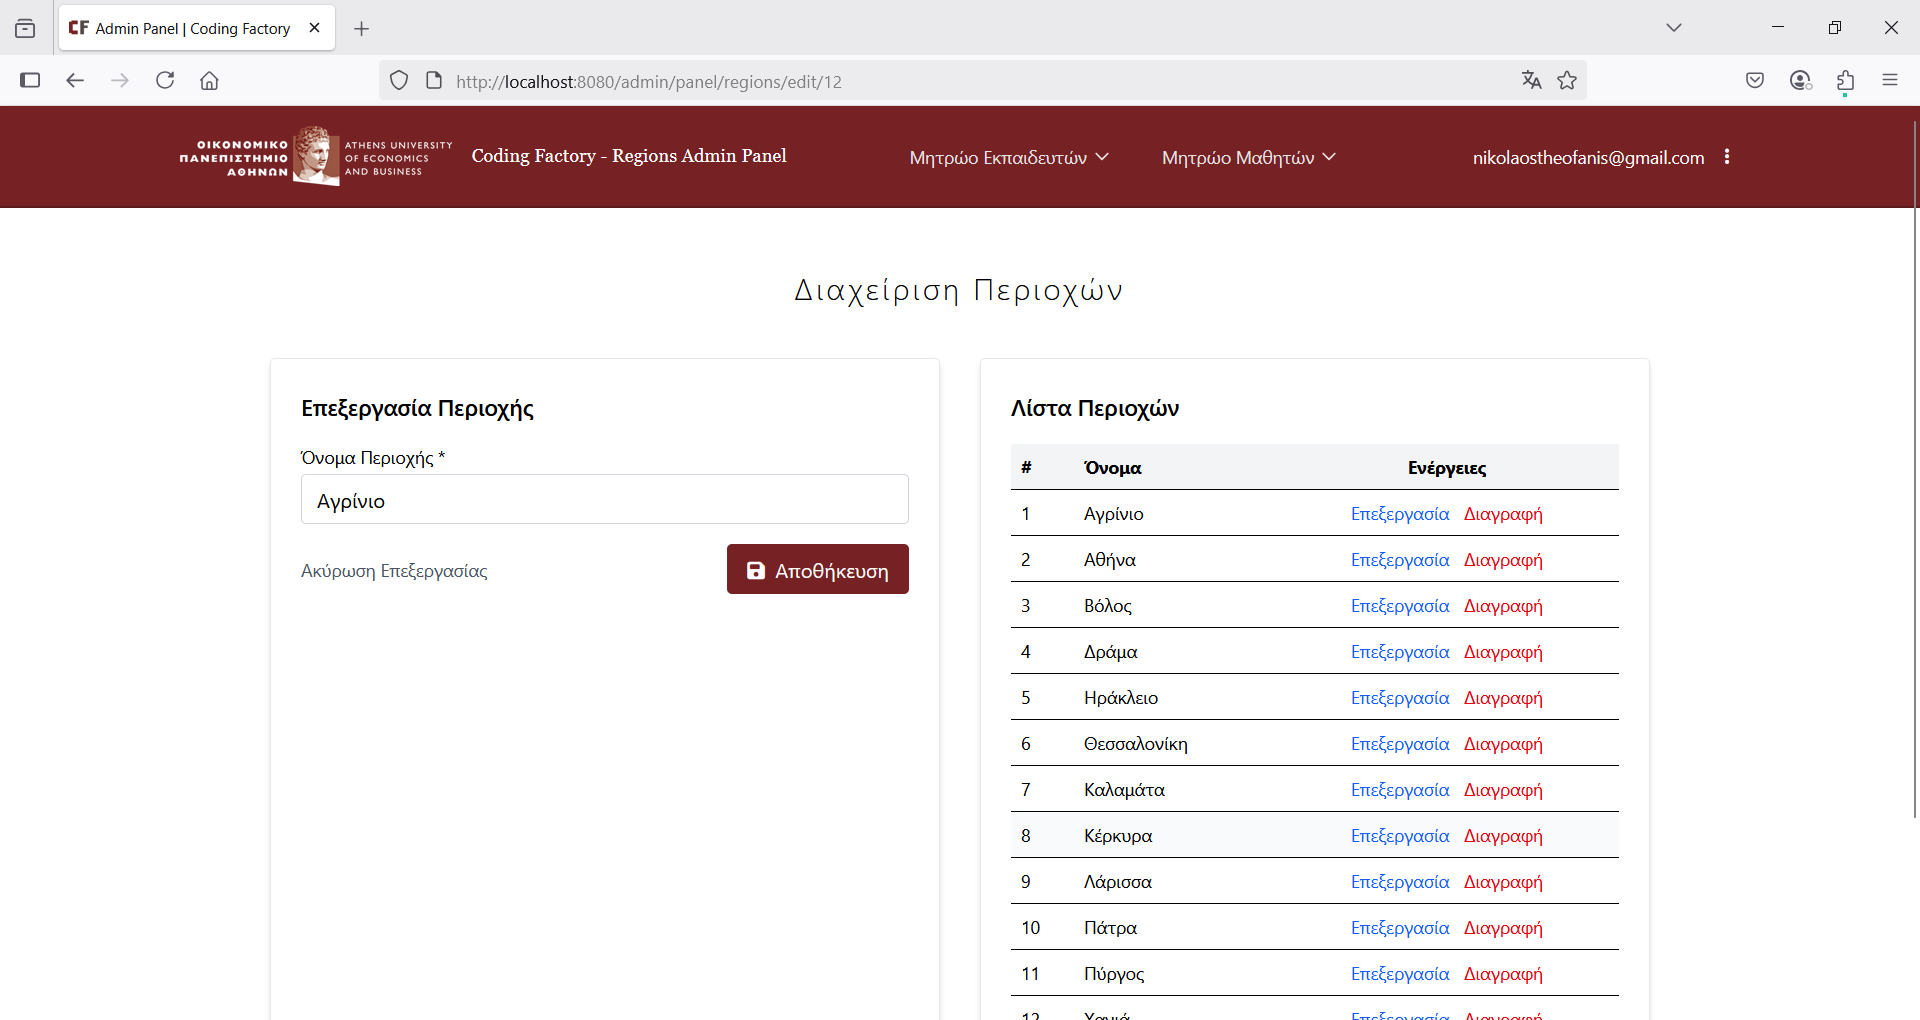 Admin Panel | Coding Factory
http://localhost:8080/admin/panel/regions/edit/12
ΟΙΚΟΝΟΜΙΚΟ
ΠΑΝΕΠΙΣΤΗΜΙΟ
ΑΘΗΝΩΝ
ATHENS UNIVERSITY
OF ECONOMICS
AND BUSINESS
Coding Factory - Regions Admin Panel
Μητρώο Εκπαιδευτών
Μητρώο Μαθητών
nikolaostheofanis@gmail.com
Διαχείριση Περιοχών
Επεξεργασία Περιοχής
Όνομα Περιοχής *
Αγρίνιο
Ακύρωση Επεξεργασίας
Αποθήκευση
Λίστα Περιοχών
# Όνομα Ενέργειες
1 Αγρίνιο Επεξεργασία Διαγραφή
2 Αθήνα Επεξεργασία Διαγραφή
3 Βόλος Επεξεργασία Διαγραφή
4 Δράμα Επεξεργασία Διαγραφή
5 Ηράκλειο Επεξεργασία Διαγραφή
6 Θεσσαλονίκη Επεξεργασία Διαγραφή
7 Καλαμάτα Επεξεργασία Διαγραφή
8 Κέρκυρα Επεξεργασία Διαγραφή
9 Λάρισσα Επεξεργασία Διαγραφή
10 Πάτρα Επεξεργασία Διαγραφή
11 Πύργος Επεξεργασία Διαγραφή
12 Χανιά Επεξεργασία Διαγραφή